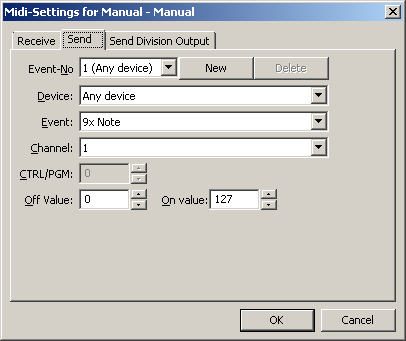 Midi-Settings for Manual - Manual
Receive Send Send Division Output
Event-No 1 (Any device) New Delete
Device: Any device
Event: 9x Note
Channel: 1
CTRL/PGM: 0
Off Value: 0 On value: 127
OK Cancel